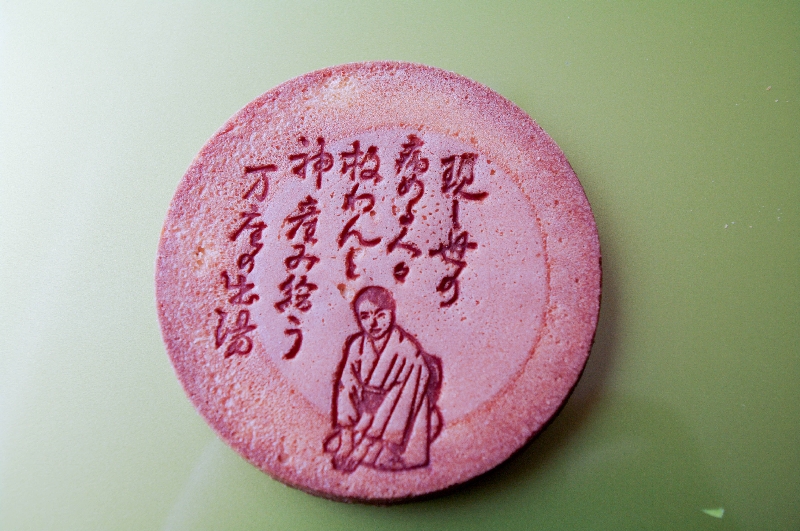 現し世の
病める人々
救わんと
神産み給う
万座の出湯